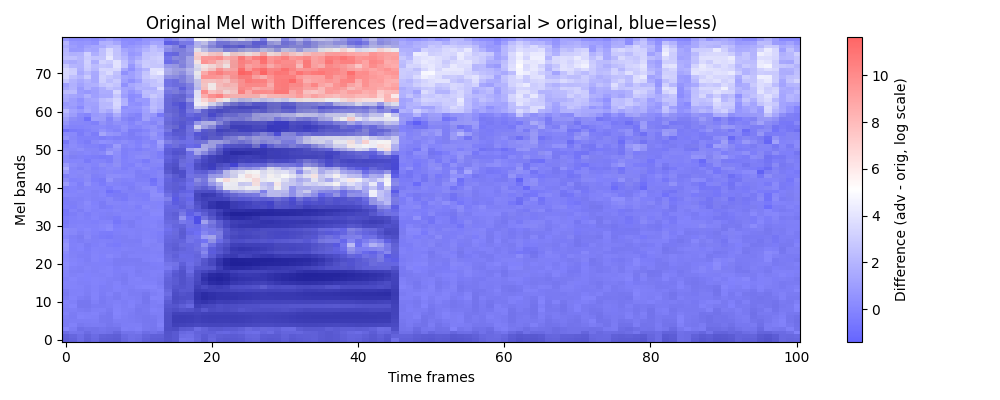 Original Mel with Differences (red=adversarial > original, blue=less)
Mel bands
70
60
50
40
30
20
10
0
0 20 40 60 80 100
Time frames
10
8
6
4
2
0
Difference (adv - orig, log scale)